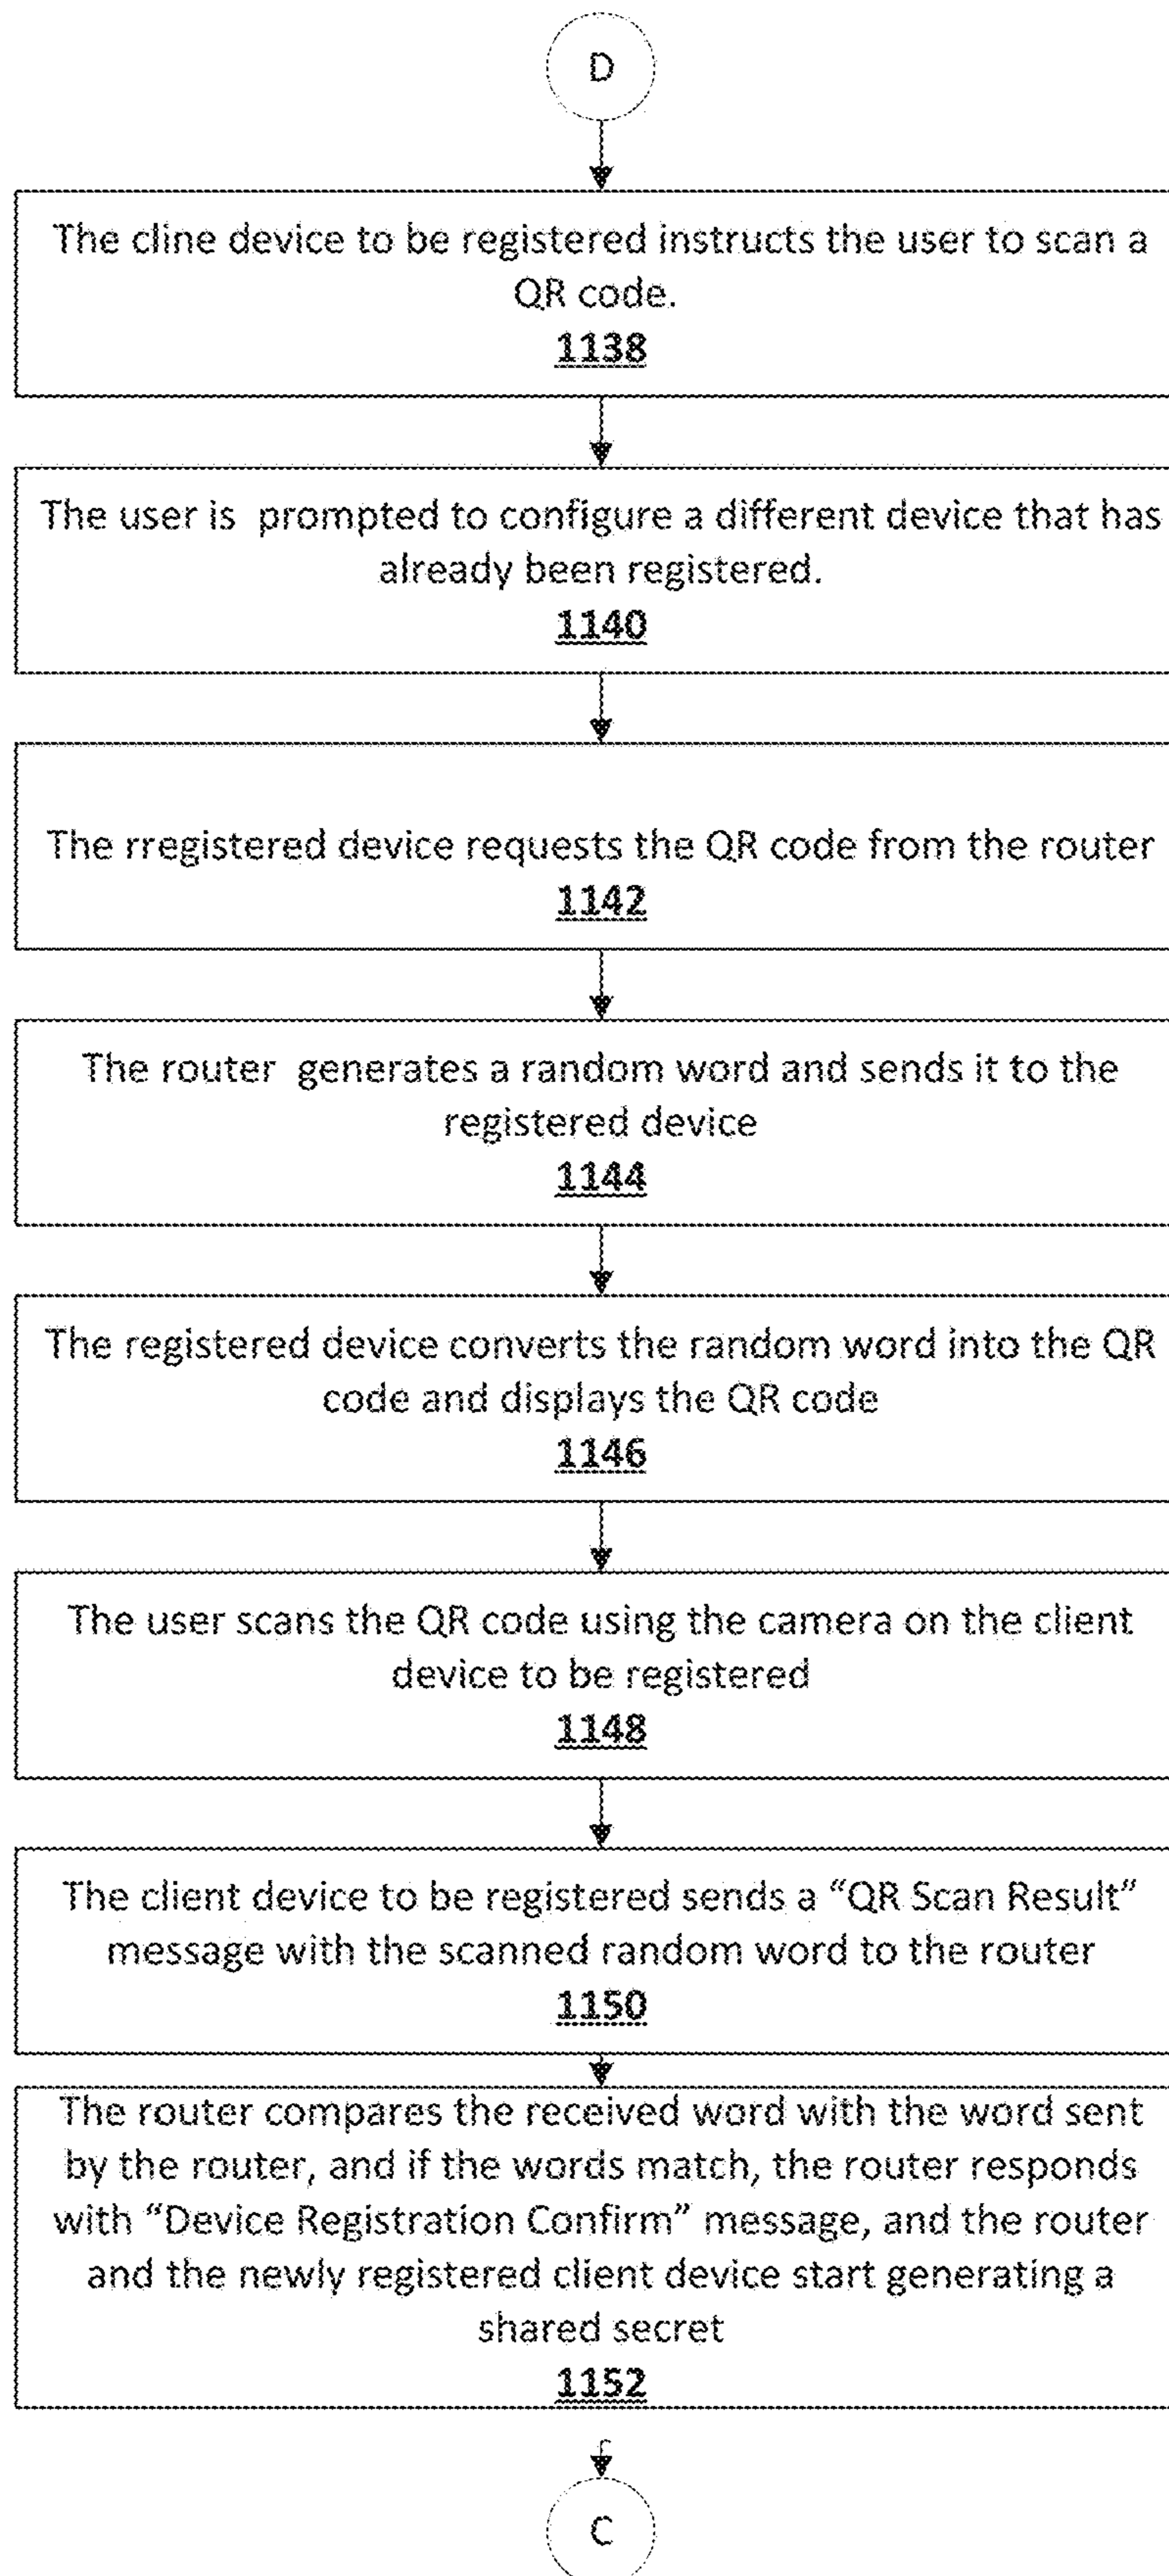 D
The cline device to be registered instructs the user to scan a
QR code.
1138
The user is prompted to configure a different device that has
already been registered.
1140
The rregistered device requests the QR code from the router
1142
The router generates a random word and sends it to the
registered device
1144
The registered device converts the random word into the QR
code and displays the QR code
1146
The user scans the QR code using the camera on the client
device to be registered
1148
The client device to be registered sends a “QR Scan Result”
message with the scanned random word to the router
1150
The router compares the received word with the word sent
by the router, and if the words match, the router responds
with “Device Registration Confirm” message, and the router
and the newly registered client device start generating a
shared secret
1152
C